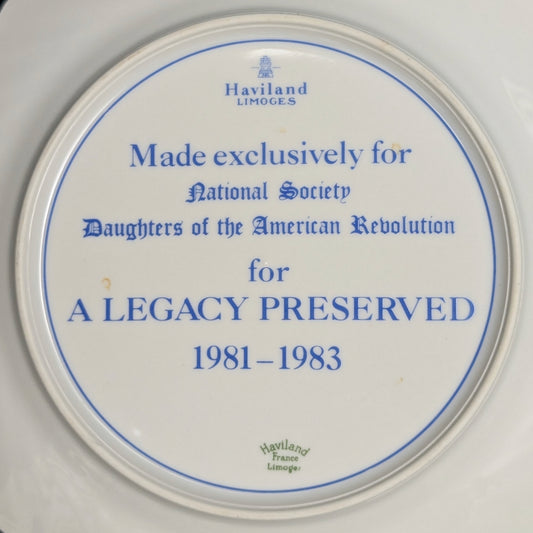 Haviland
LIMOGES
Made exclusively for
National Society
Daughters of the American Revolution
for
A LEGACY PRESERVED
1981–1983
Haviland
France
Limoges